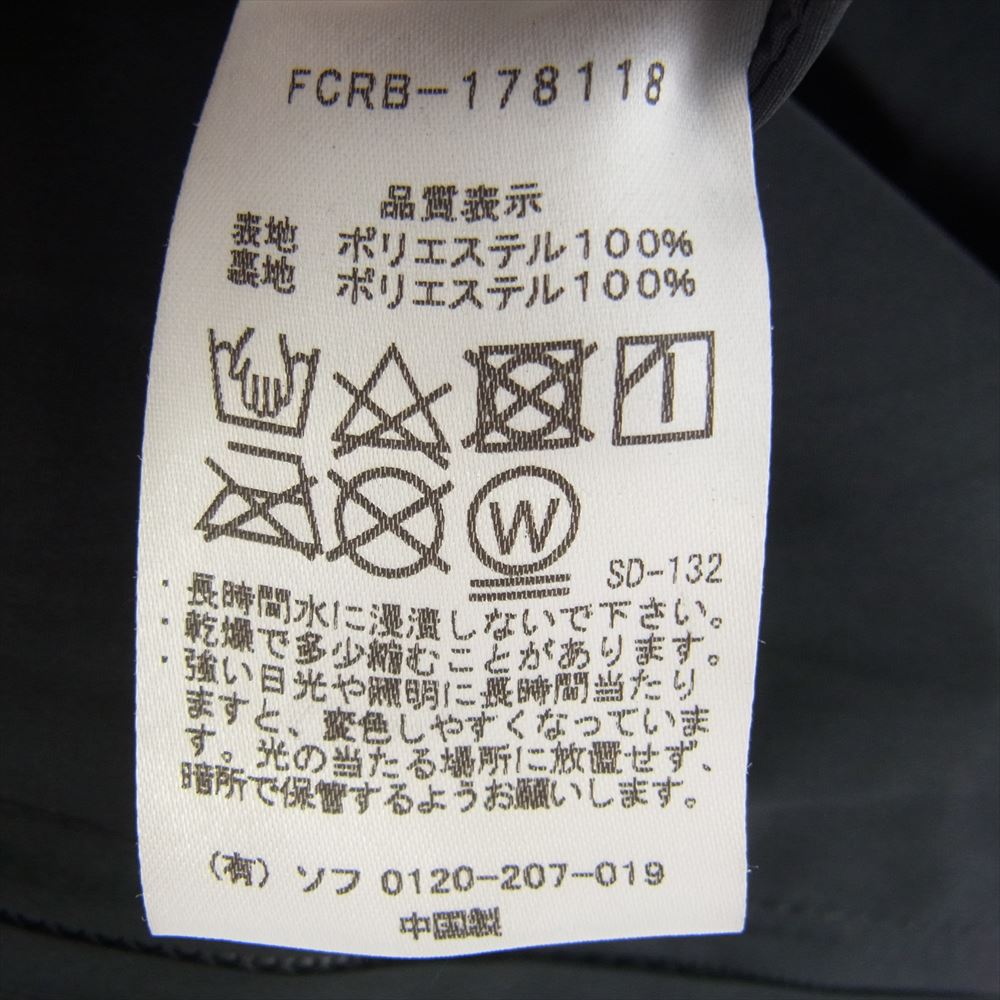 FCRB-178118
品質表示
表地 ポリエステル100%
裏地 ポリエステル100%
W
SD-132
・長時間水に浸漬しないで下さい。
・乾燥で多少縮むことがあります。
・強い日光や照明に長時間当たり
ますと、変色しやすくなっていま
す。光の当たる場所に放置せず、
暗所で保管するようお願いします。
(有) ソフ 0120-207-019
中国製